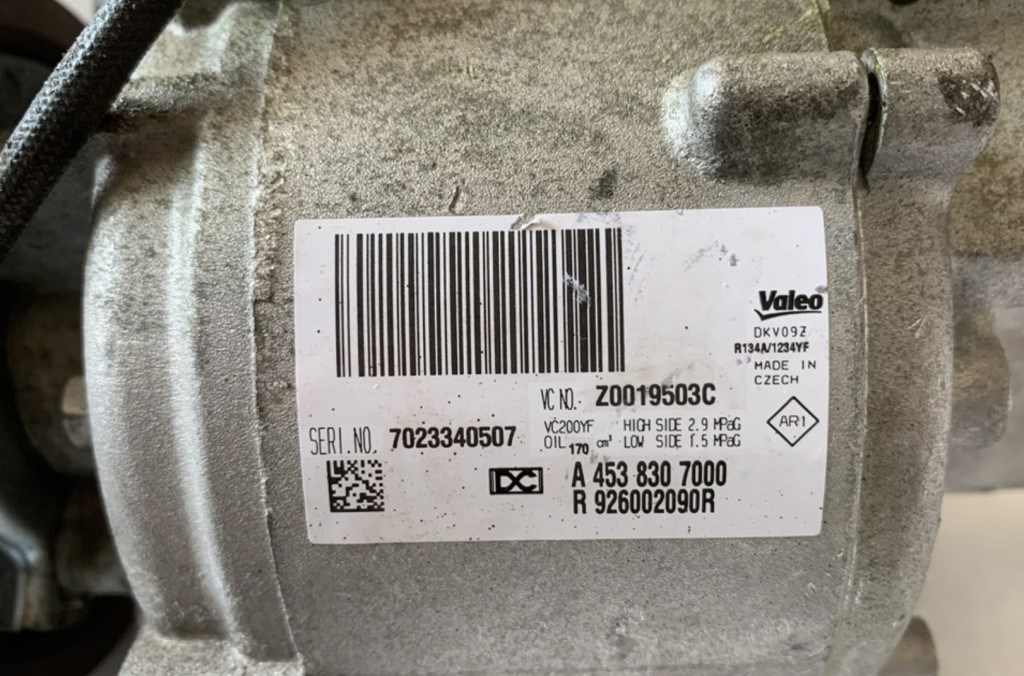 Valeo
DKV09Z
R134A/1234YF
MADE IN
CZECH
VC NO. Z0019503C
SERI.NO. 7023340507
VC200YF HIGH SIDE 2.9 MPaG
OIL 170 cm³ LOW SIDE 1.5 MPaG
AR1
DC A 453 830 7000
R 926002090R